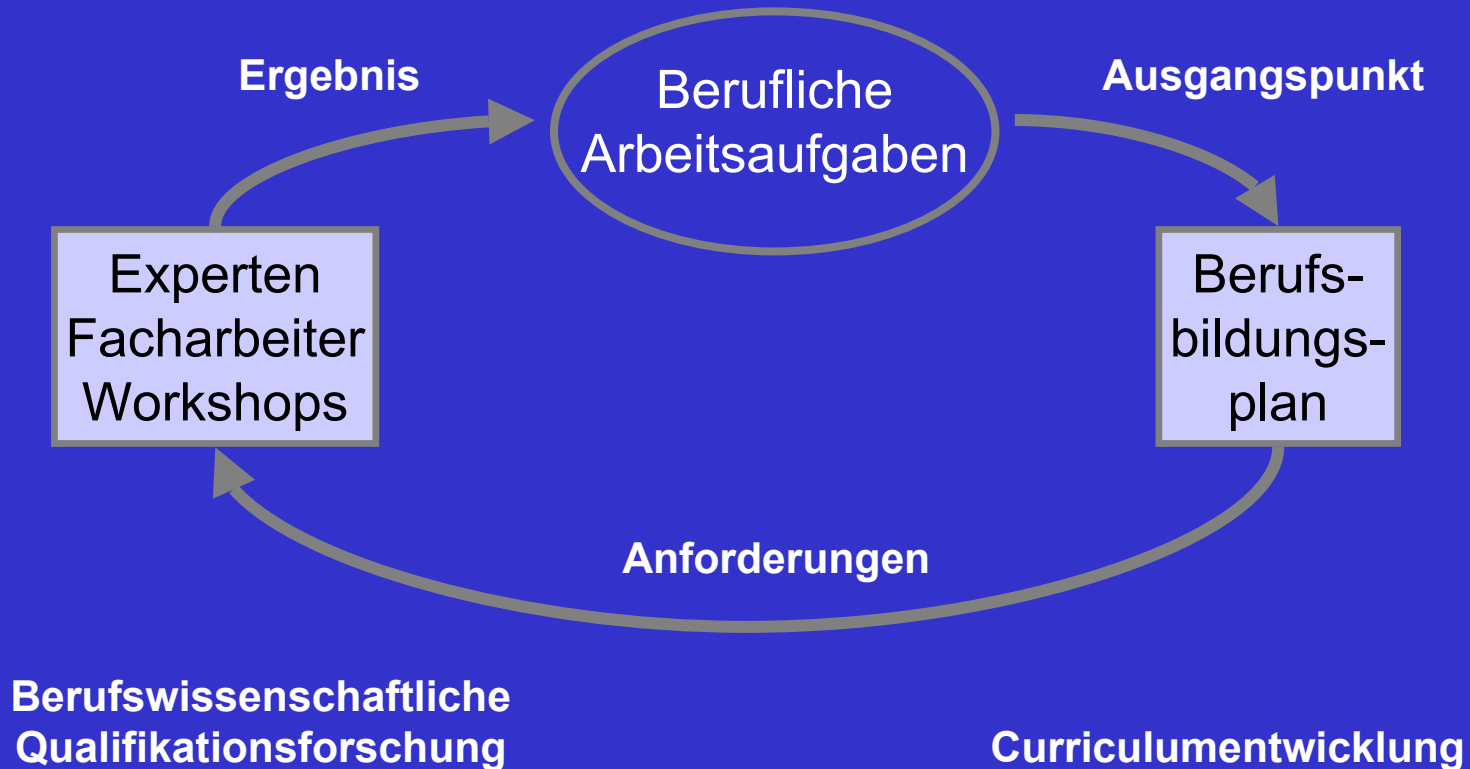 Ergebnis
Berufliche
Arbeitsaufgaben
Ausgangspunkt
Experten
Facharbeiter
Workshops
Berufs-
bildungs-
plan
Anforderungen
Berufswissenschaftliche
Qualifikationsforschung
Curriculumentwicklung